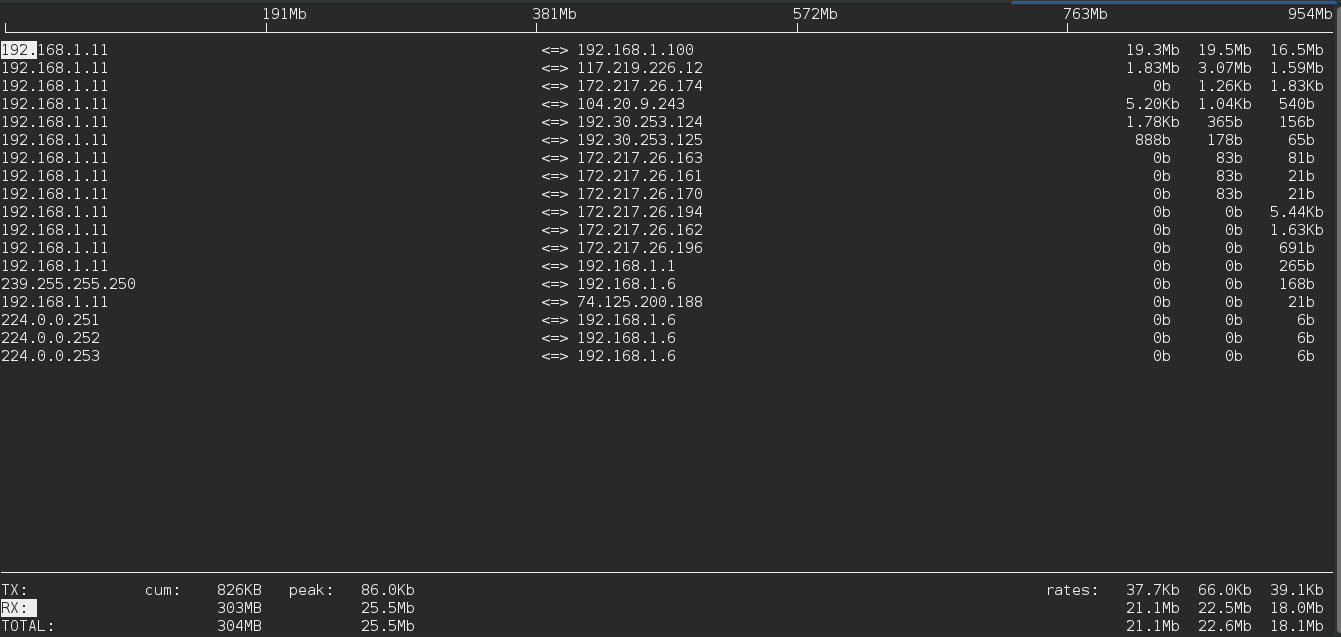 191Mb 381Mb 572Mb 763Mb 954Mb
192.168.1.11 <=> 192.168.1.100 19.3Mb 19.5Mb 16.5Mb
192.168.1.11 <=> 117.219.226.12 1.83Mb 3.07Mb 1.59Mb
192.168.1.11 <=> 172.217.26.174 0b 1.26Kb 1.83Kb
192.168.1.11 <=> 104.20.9.243 5.20Kb 1.04Kb 540b
192.168.1.11 <=> 192.30.253.124 1.78Kb 365b 156b
192.168.1.11 <=> 192.30.253.125 888b 178b 65b
192.168.1.11 <=> 172.217.26.163 0b 83b 81b
192.168.1.11 <=> 172.217.26.161 0b 83b 21b
192.168.1.11 <=> 172.217.26.170 0b 83b 21b
192.168.1.11 <=> 172.217.26.194 0b 0b 5.44Kb
192.168.1.11 <=> 172.217.26.162 0b 0b 1.63Kb
192.168.1.11 <=> 172.217.26.196 0b 0b 691b
192.168.1.11 <=> 192.168.1.1 0b 0b 265b
239.255.255.250 <=> 192.168.1.6 0b 0b 168b
192.168.1.11 <=> 74.125.200.188 0b 0b 21b
224.0.0.251 <=> 192.168.1.6 0b 0b 6b
224.0.0.252 <=> 192.168.1.6 0b 0b 6b
224.0.0.253 <=> 192.168.1.6 0b 0b 6b
TX: cum: 826KB peak: 86.0Kb rates: 37.7Kb 66.0Kb 39.1Kb
RX: 303MB 25.5Mb 21.1Mb 22.5Mb 18.0Mb
TOTAL: 304MB 25.5Mb 21.1Mb 22.6Mb 18.1Mb